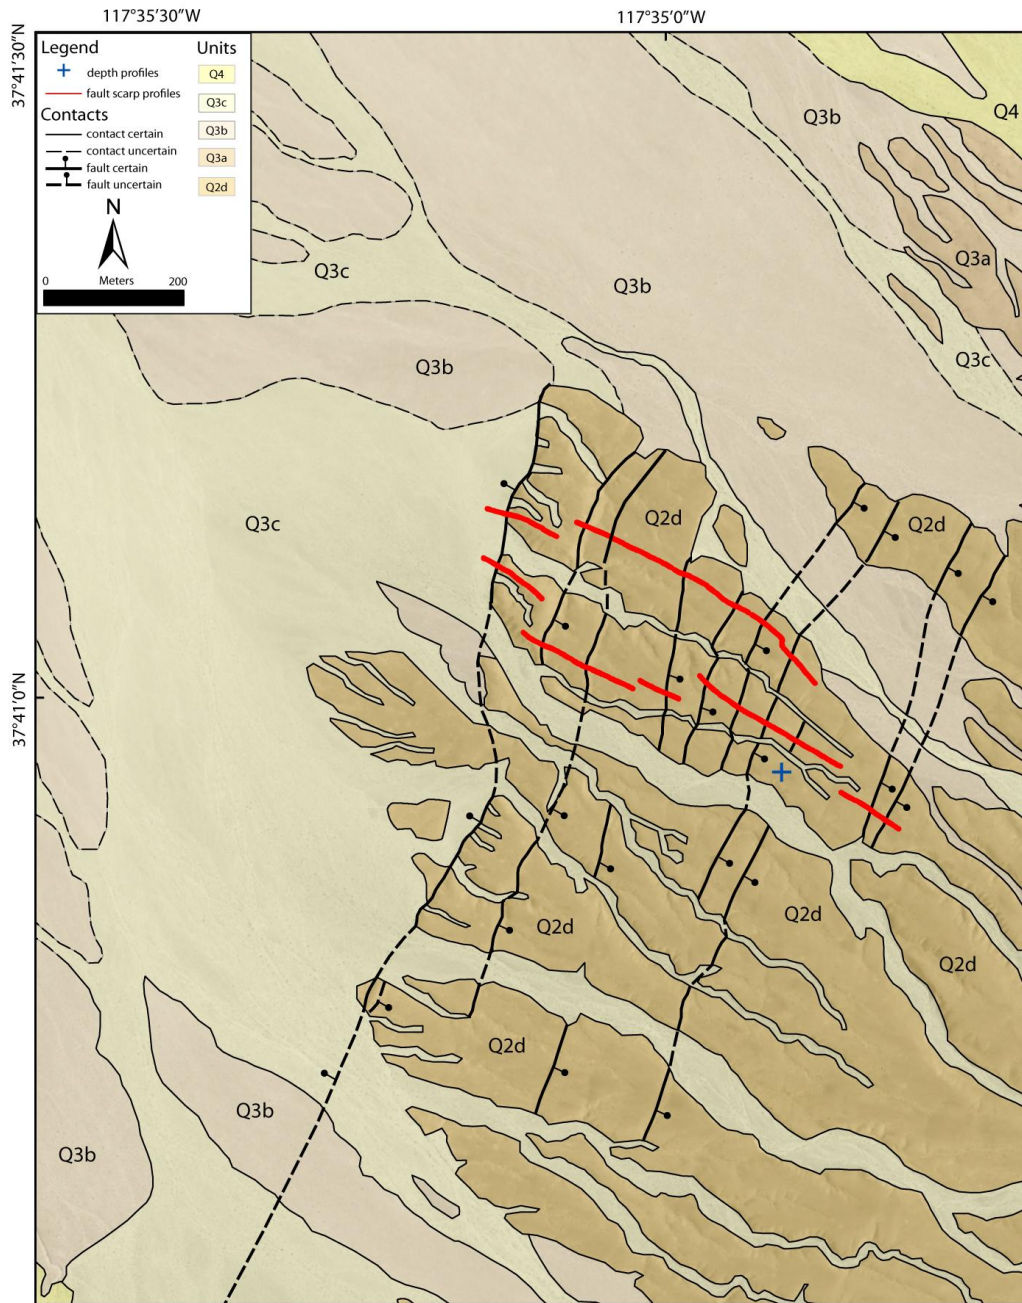 117°35'30"W
117°35'0"W
37°41'30"N
37°41'0"N
Legend
depth profiles
fault scarp profiles
Contacts
contact certain
contact uncertain
fault certain
fault uncertain
N
0 Meters 200
Units
Q4
Q3c
Q3b
Q3a
Q2d
Q4
Q3b
Q3a
Q3c
Q3b
Q3c
Q3b
Q3c
Q2d
Q2d
Q2d
Q2d
Q2d
Q2d
Q3b
Q3b